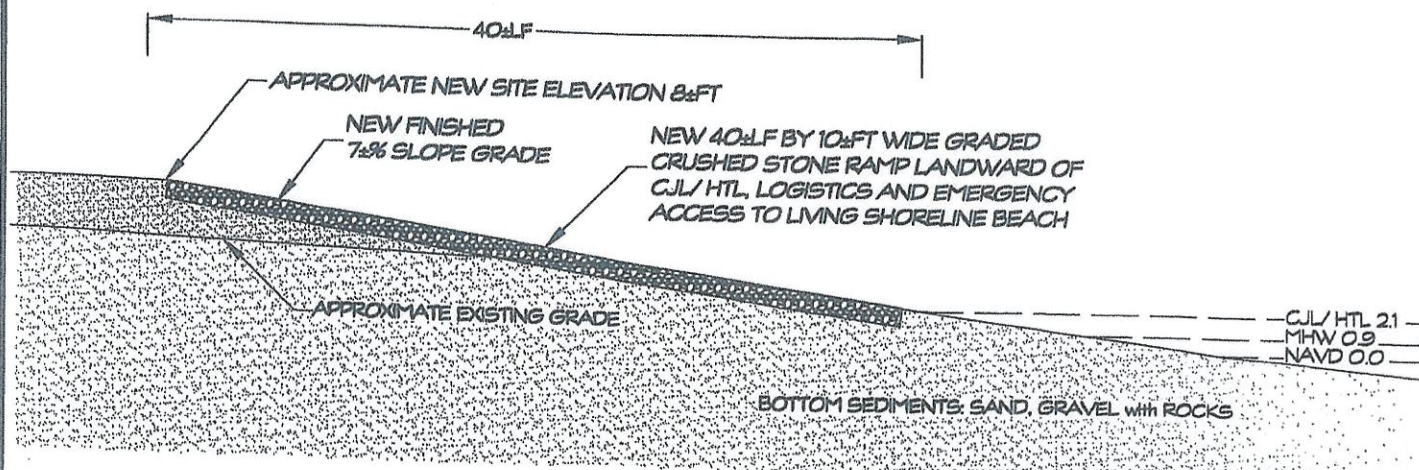 40±LF
APPROXIMATE NEW SITE ELEVATION 8±FT
NEW FINISHED
7±% SLOPE GRADE
NEW 40±LF BY 10±FT WIDE GRADED
CRUSHED STONE RAMP LANDWARD OF
CJL/ HTL, LOGISTICS AND EMERGENCY
ACCESS TO LIVING SHORELINE BEACH
APPROXIMATE EXISTING GRADE
CJL/ HTL 2.1
MHW 0.9
NAVD 0.0
BOTTOM SEDIMENTS: SAND, GRAVEL with ROCKS